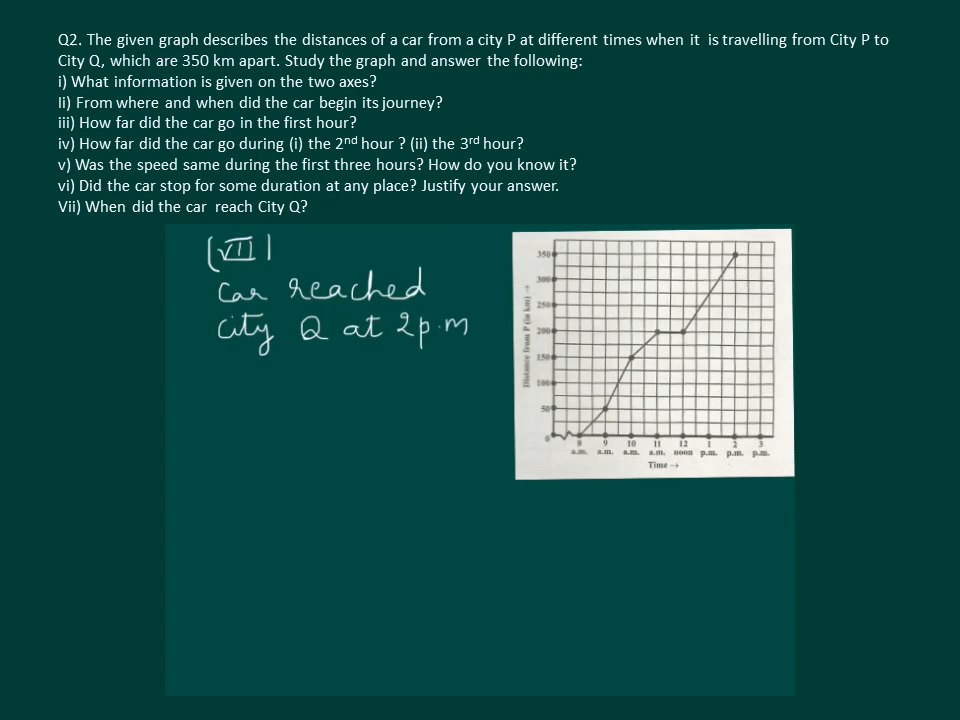 Q2. The given graph describes the distances of a car from a city P at different times when it is travelling from City P to
City Q, which are 350 km apart. Study the graph and answer the following:
i) What information is given on the two axes?
Ii) From where and when did the car begin its journey?
iii) How far did the car go in the first hour?
iv) How far did the car go during (i) the 2nd hour ? (ii) the 3rd hour?
v) Was the speed same during the first three hours? How do you know it?
vi) Did the car stop for some duration at any place? Justify your answer.
Vii) When did the car reach City Q?
(VII)
Car reached
city Q at 2p.m
Distance from P (in km) →
350
300
250
200
150
100
50
0
8 9 10 11 12 1 2 3
a.m. a.m. a.m. a.m. noon p.m. p.m. p.m.
Time →